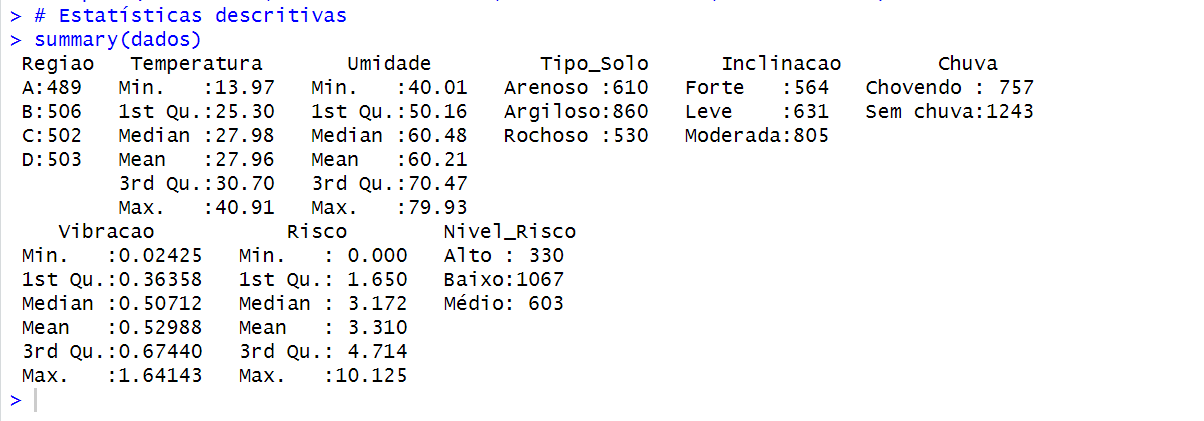 > # Estatísticas descritivas
> summary(dados)
 Regiao   Temperatura       Umidade         Tipo_Solo      Inclinacao        Chuva
 A:489   Min.   :13.97   Min.   :40.01   Arenoso :610   Forte   :564   Chovendo : 757
 B:506   1st Qu.:25.30   1st Qu.:50.16   Argiloso:860   Leve    :631   Sem chuva:1243
 C:502   Median :27.98   Median :60.48   Rochoso :530   Moderada:805
 D:503   Mean   :27.96   Mean   :60.21
         3rd Qu.:30.70   3rd Qu.:70.47
         Max.   :40.91   Max.   :79.93
    Vibracao           Risco        Nivel_Risco
 Min.   :0.02425   Min.   : 0.000   Alto : 330
 1st Qu.:0.36358   1st Qu.: 1.650   Baixo:1067
 Median :0.50712   Median : 3.172   Médio: 603
 Mean   :0.52988   Mean   : 3.310
 3rd Qu.:0.67440   3rd Qu.: 4.714
 Max.   :1.64143   Max.   :10.125
>